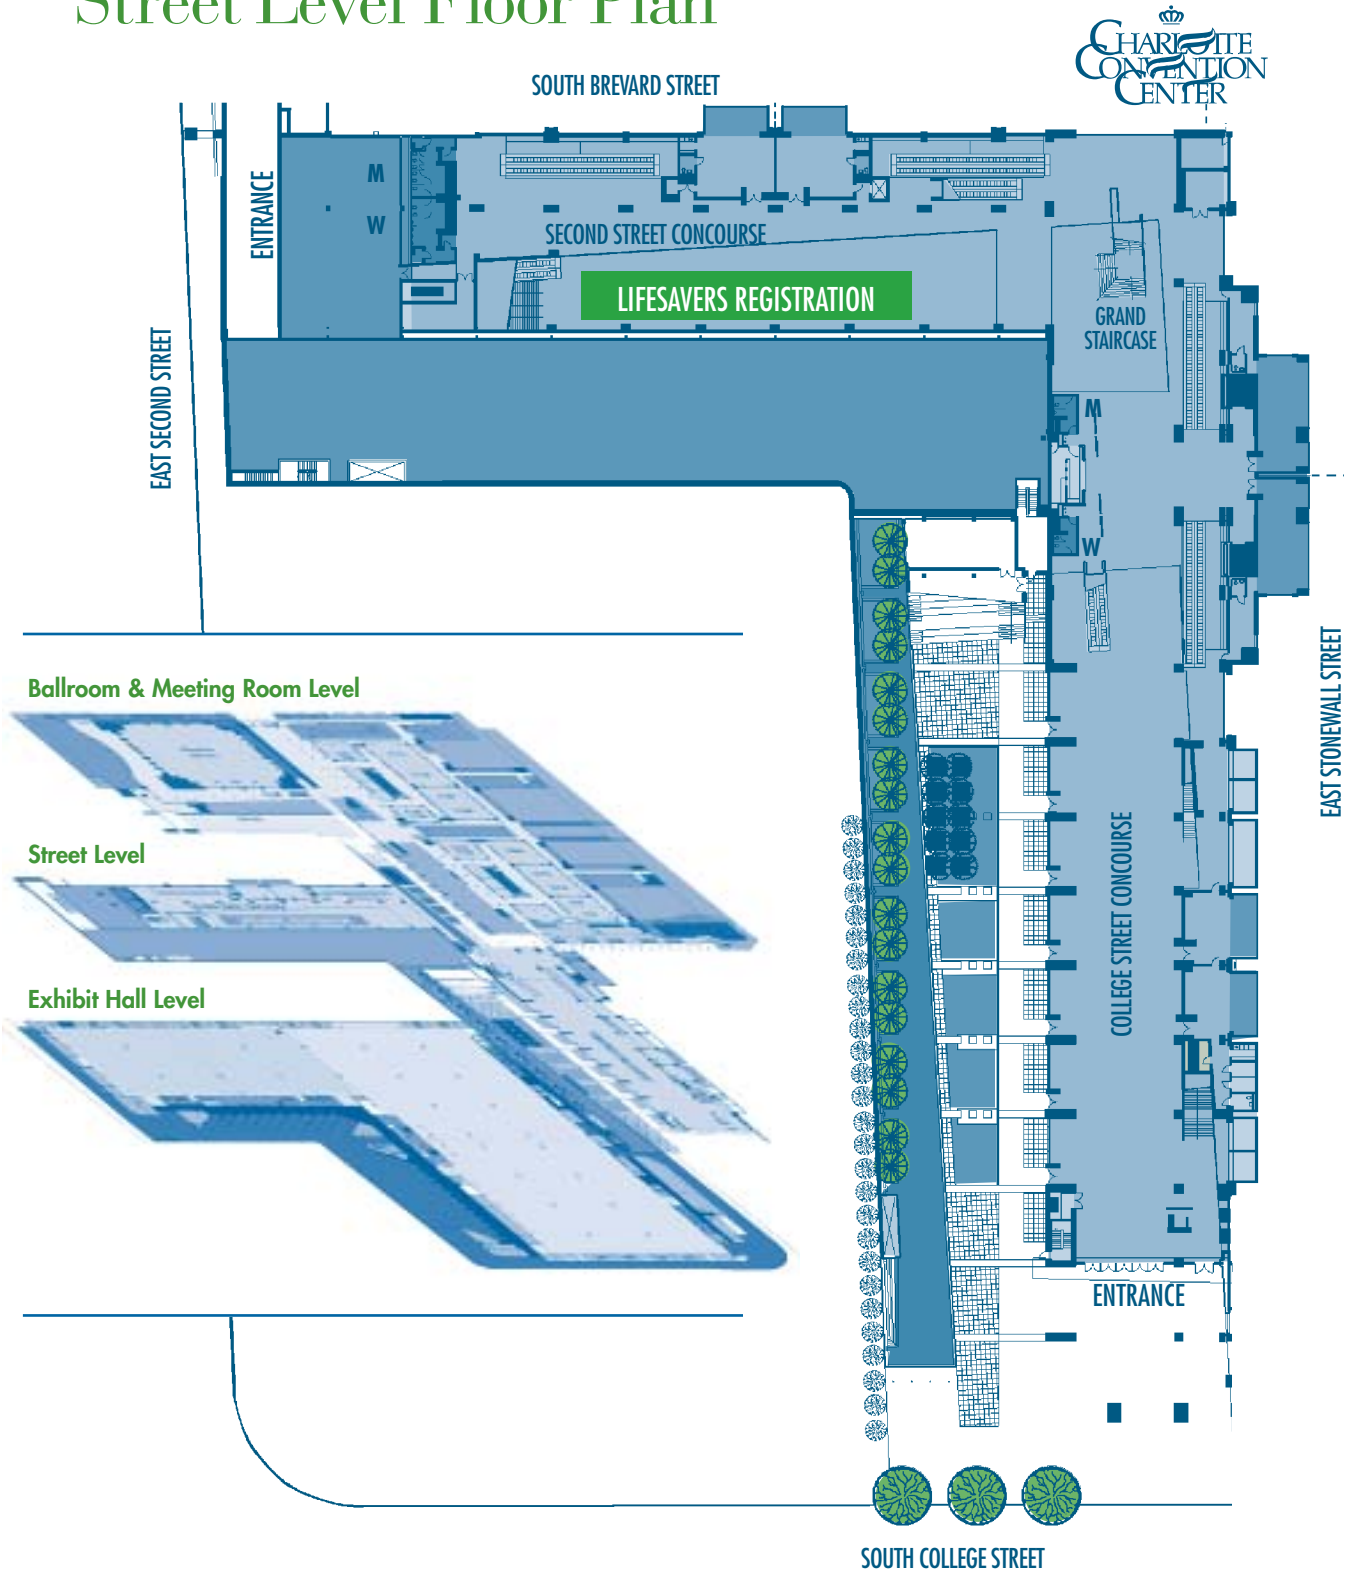 Street Level Floor Plan
CHARLOTTE
CONVENTION
CENTER
SOUTH BREVARD STREET
ENTRANCE
M
W
SECOND STREET CONCOURSE
LIFESAVERS REGISTRATION
GRAND
STAIRCASE
EAST SECOND STREET
M
W
EAST STONEWALL STREET
Ballroom & Meeting Room Level
Street Level
Exhibit Hall Level
COLLEGE STREET CONCOURSE
ENTRANCE
SOUTH COLLEGE STREET